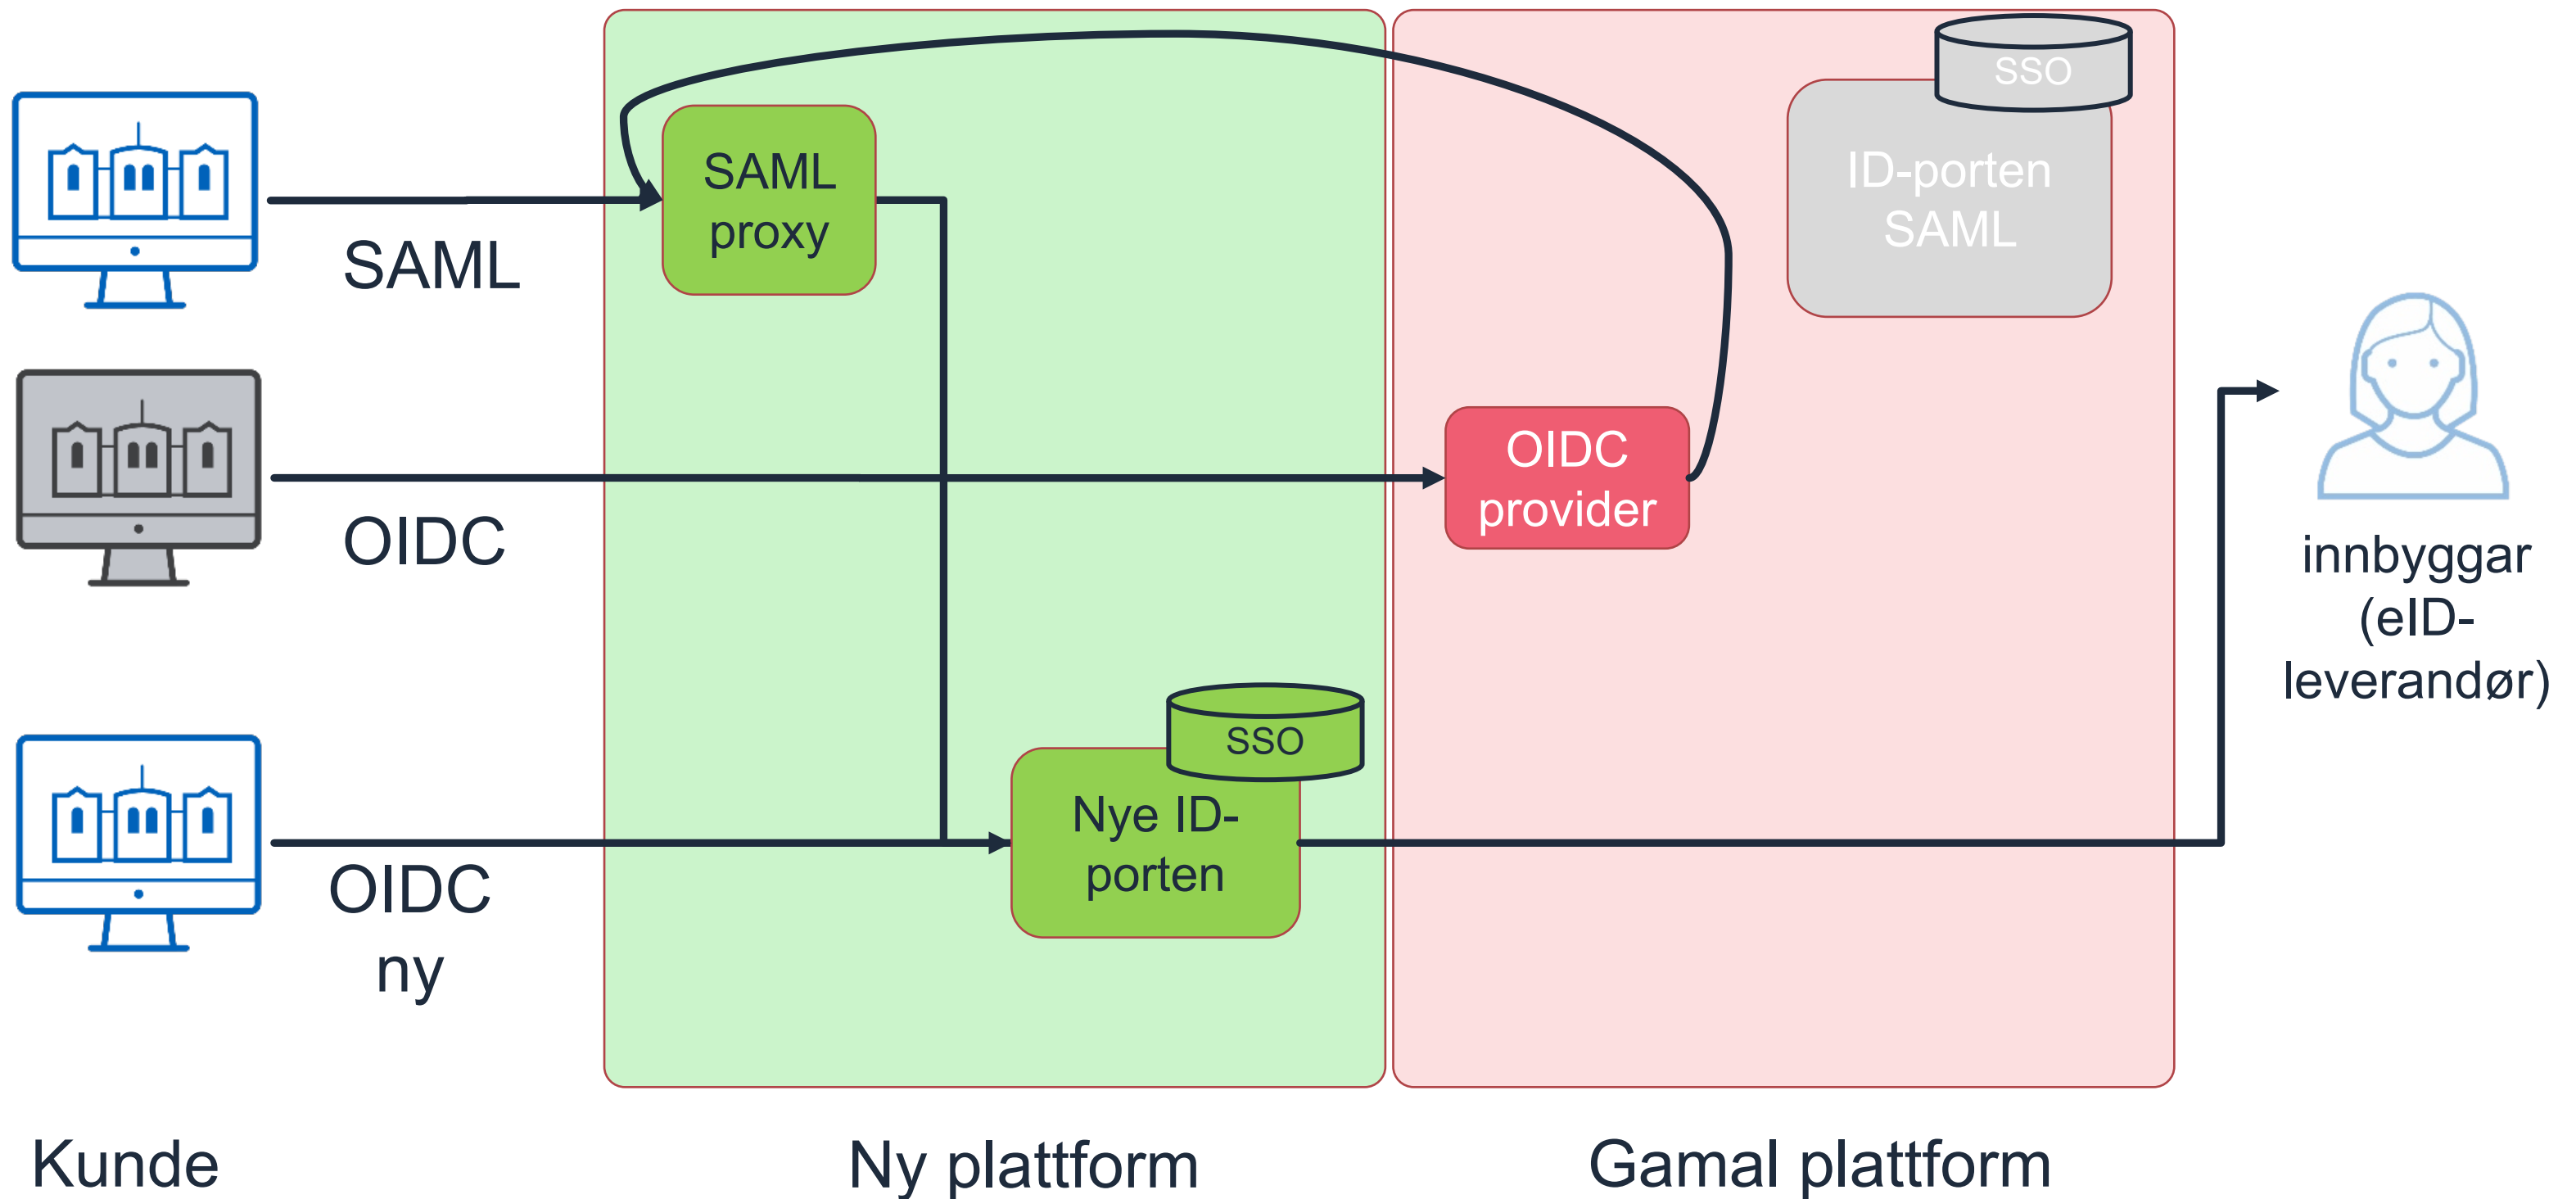 SSO
ID-porten
SAML
SAML
proxy
SAML
OIDC
provider
OIDC
innbyggar
(eID-
leverandør)
SSO
Nye ID-
porten
OIDC
ny
Kunde
Ny plattform
Gamal plattform